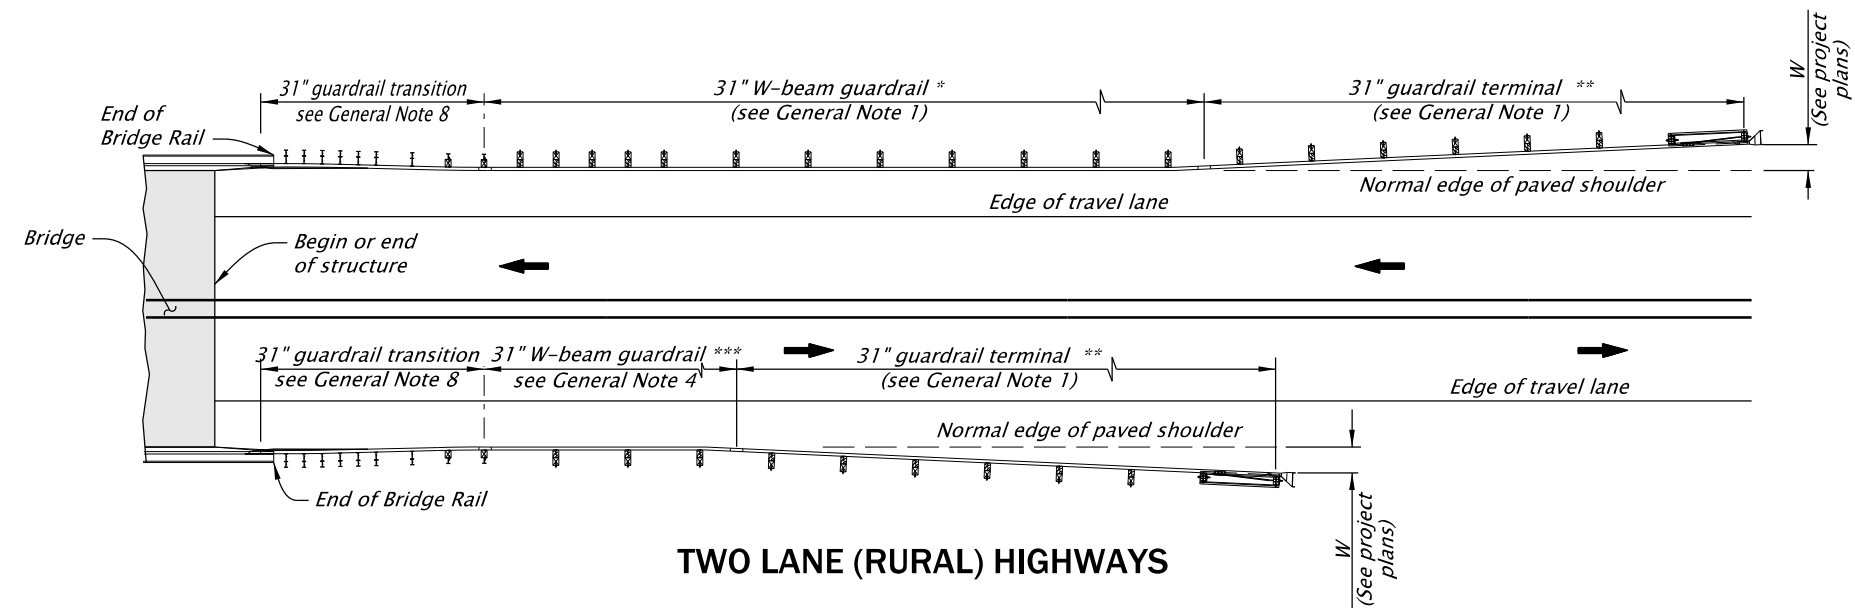 31" guardrail transition
see General Note 8
31" W-beam guardrail *
(see General Note 1)
31" guardrail terminal **
(see General Note 1)
W
(See project
plans)
End of
Bridge Rail
Normal edge of paved shoulder
Edge of travel lane
Bridge
Begin or end
of structure
31" guardrail transition
see General Note 8
31" W-beam guardrail ***
see General Note 4
31" guardrail terminal **
(see General Note 1)
Edge of travel lane
Normal edge of paved shoulder
End of Bridge Rail
W
(See project
plans)
TWO LANE (RURAL) HIGHWAYS